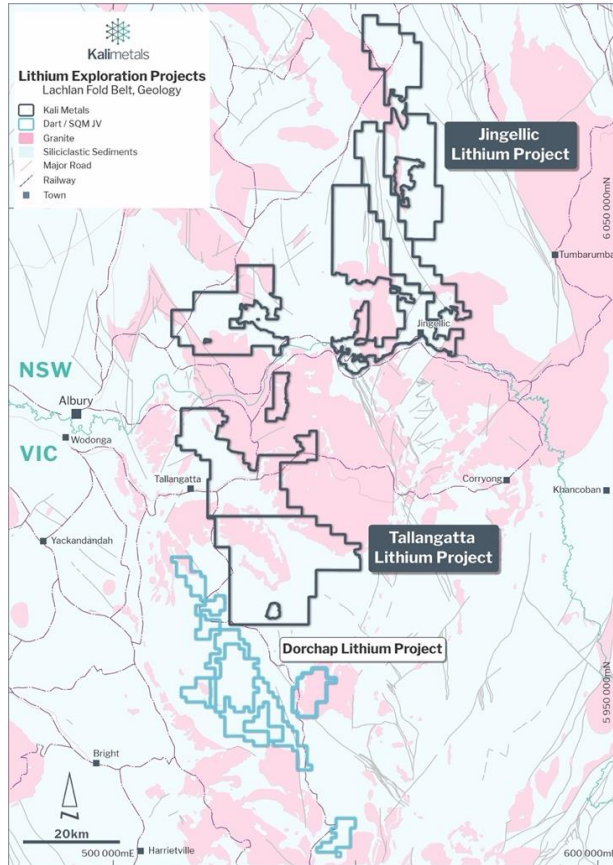 Kalimetals
Lithium Exploration Projects
Lachlan Fold Belt, Geology
Kali Metals
Dart / SQM JV
Granite
Siliciclastic Sediments
Major Road
Railway
Town
Jingellic
Lithium Project
6 050 000mN
Tumbarumba
Jingellic
NSW
Albury
Wodonga
VIC
Tallangatta
Corryong
Khancoban
Yackandandah
Tallangatta
Lithium Project
Dorchap Lithium Project
5 950 000mN
Bright
Z
20km
500 000mE
Harrietville
600 000mE